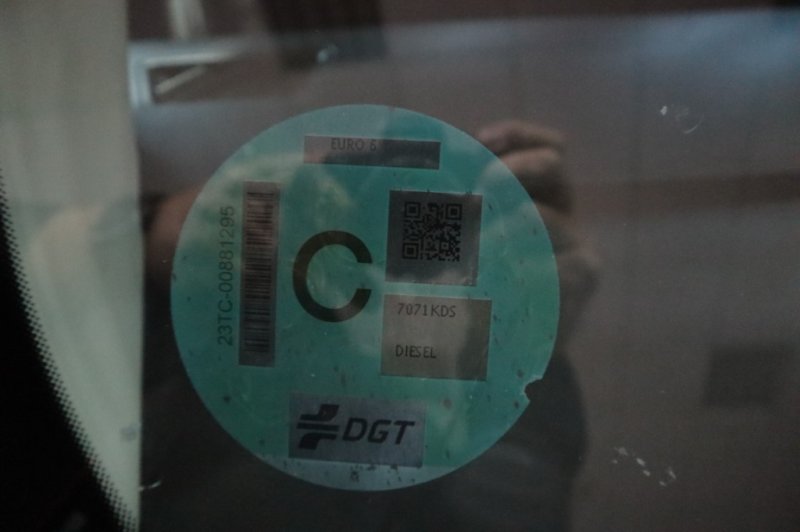 EURO 6
23TC-00881295
C
7071KDS
DIESEL
DGT